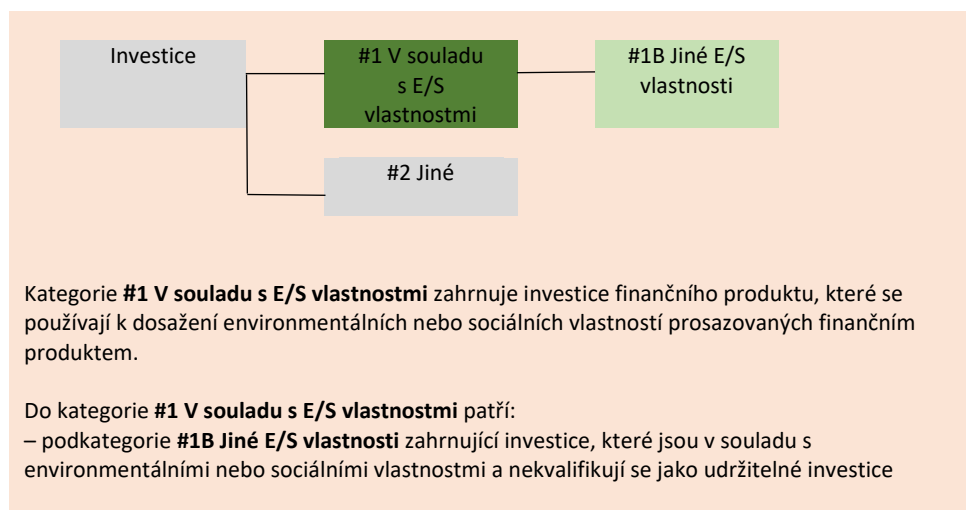 Investice
#1 V souladu
s E/S
vlastnostmi
#1B Jiné E/S
vlastnosti
#2 Jiné
Kategorie #1 V souladu s E/S vlastnostmi zahrnuje investice finančního produktu, které se
používají k dosažení environmentálních nebo sociálních vlastností prosazovaných finančním
produktem.
Do kategorie #1 V souladu s E/S vlastnostmi patří:
– podkategorie #1B Jiné E/S vlastnosti zahrnující investice, které jsou v souladu s
environmentálními nebo sociálními vlastnostmi a nekvalifikují se jako udržitelné investice